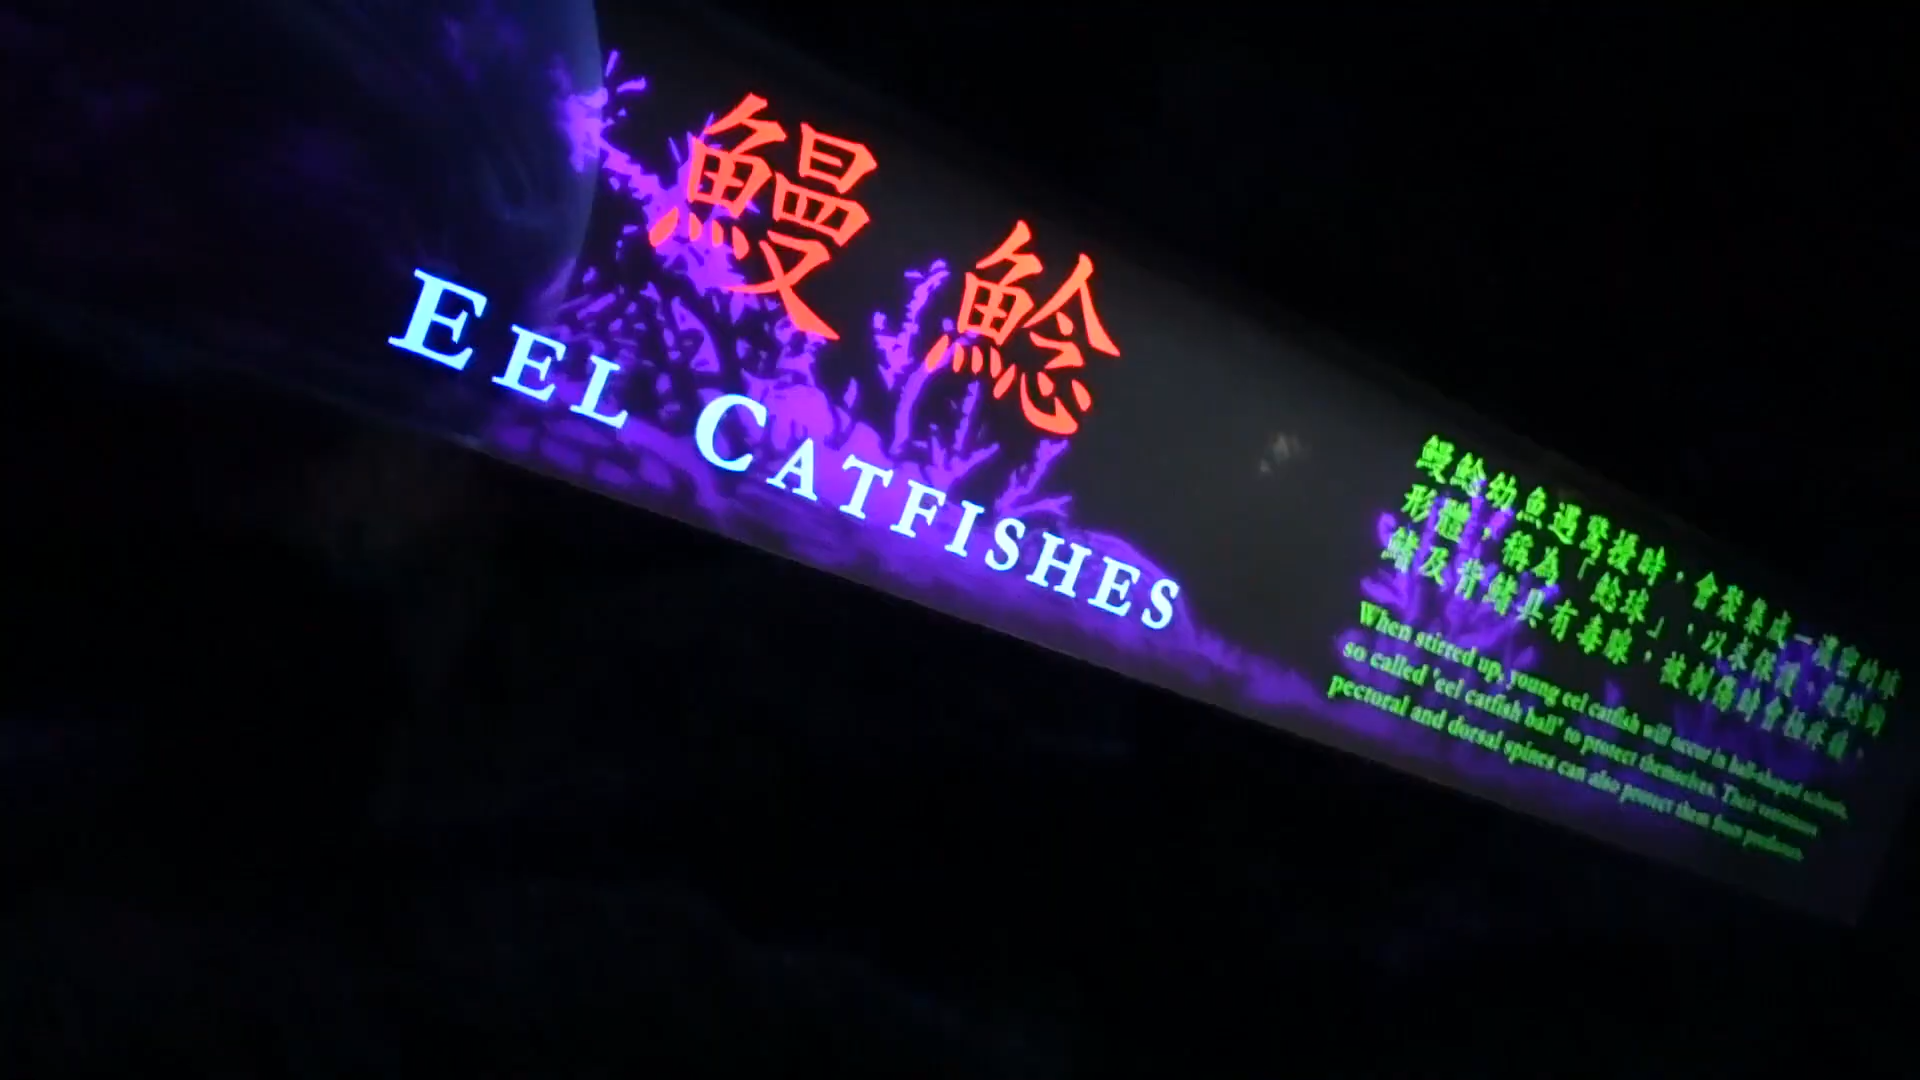 鰻鯰
EEL CATFISHES
鰻鯰幼魚遇驚擾時，會聚集成一濃密的球
形體，稱為「鯰球」，以求保護。鰻鯰胸
鰭及背鰭具有毒腺，被刺傷時會極疼痛。
When stirred up, young eel catfish will occur in ball-shaped schools,
so called 'eel catfish ball' to protect themselves. Their venomous
pectoral and dorsal spines can also protect them from predators.